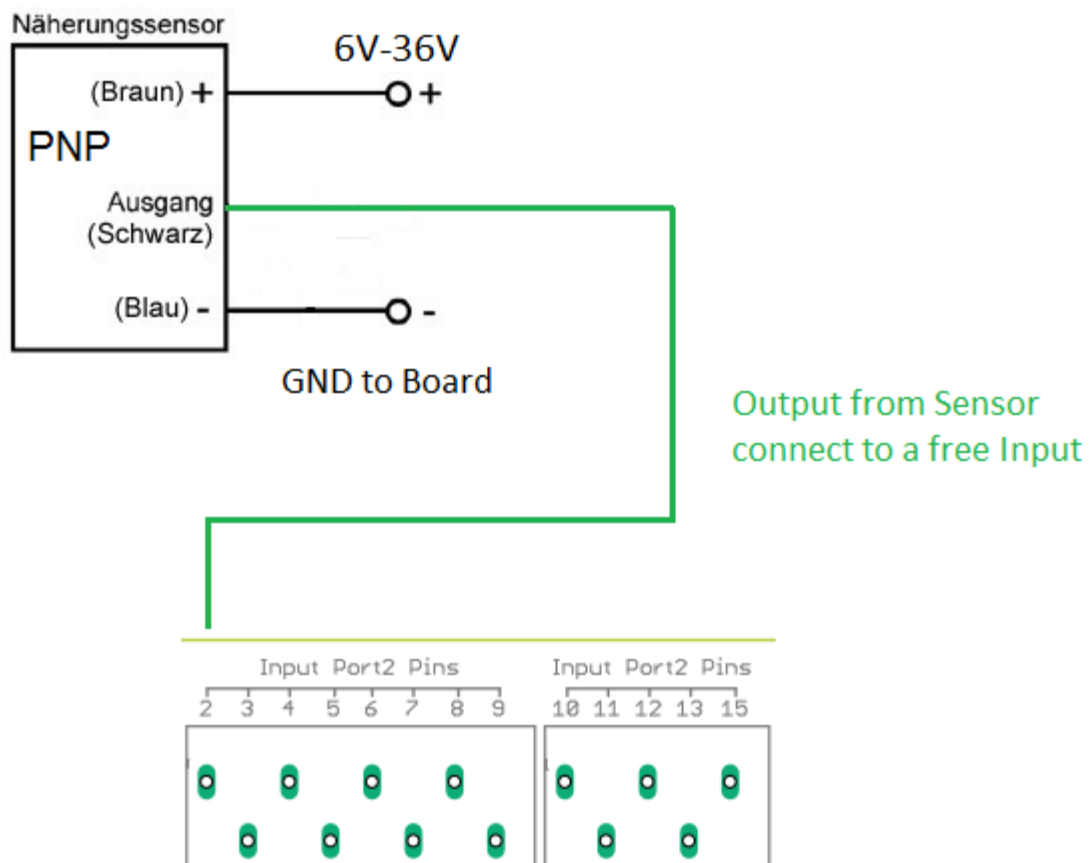 Näherungssensor
6V-36V
(Braun) +
+
PNP
Ausgang
(Schwarz)
(Blau) -
-
GND to Board
Output from Sensor
connect to a free Input
Input Port2 Pins
2 3 4 5 6 7 8 9
Input Port2 Pins
10 11 12 13 15